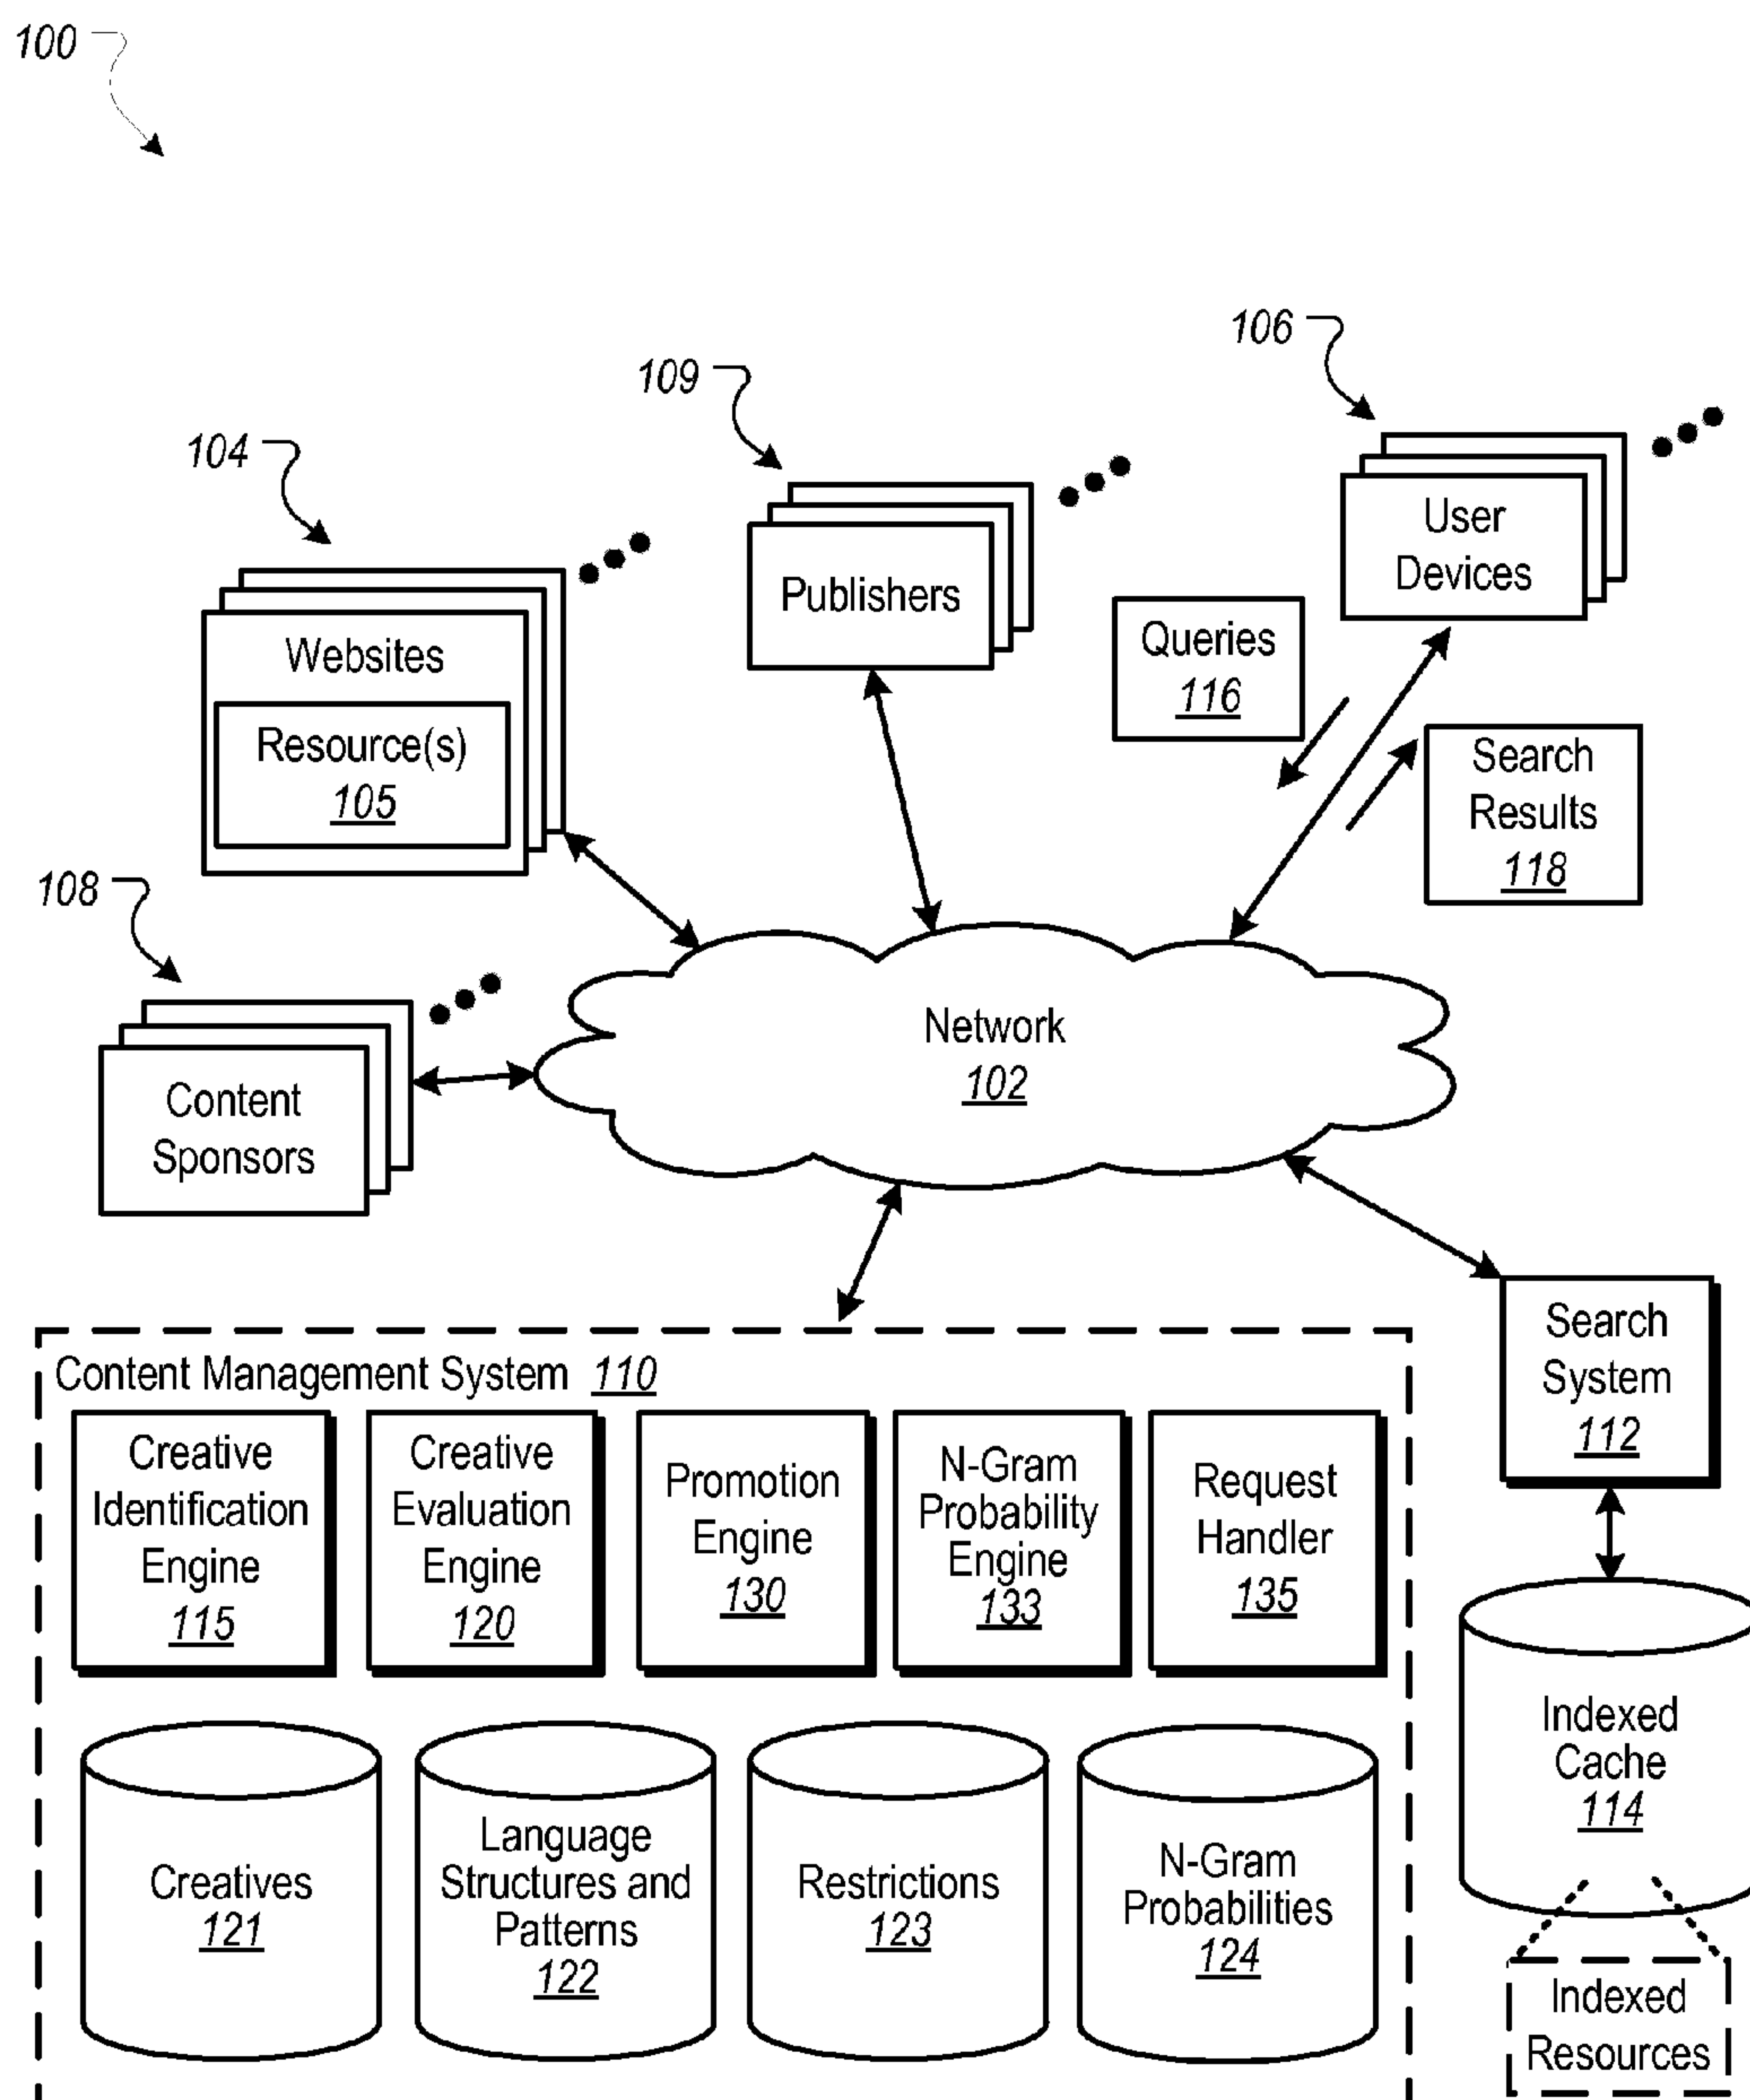 100
106
109
104
User
Devices
Publishers
Queries
116
Websites
Resource(s)
105
Search
Results
118
108
Network
102
Content
Sponsors
Search
System
112
Content Management System 110
Creative
Identification
Engine
115
Creative
Evaluation
Engine
120
Promotion
Engine
130
N-Gram
Probability
Engine
133
Request
Handler
135
Indexed
Cache
114
Creatives
121
Language
Structures and
Patterns
122
Restrictions
123
N-Gram
Probabilities
124
Indexed
Resources